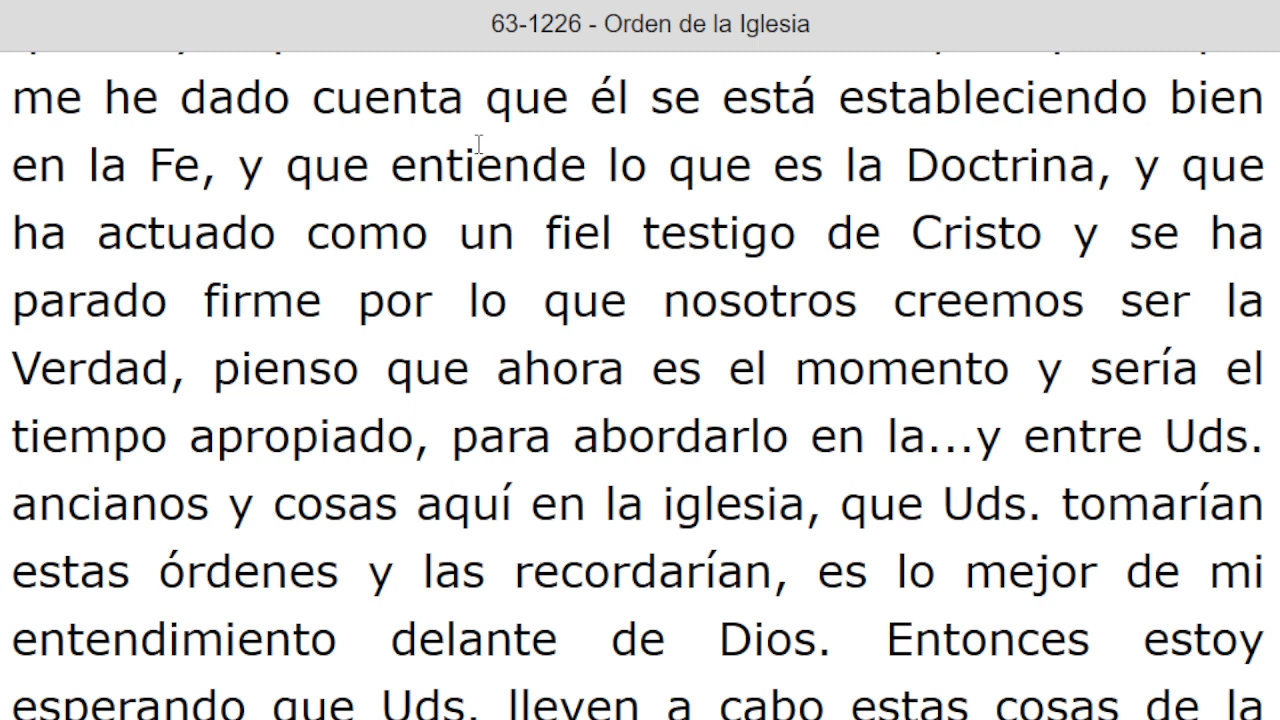 63-1226 - Orden de la Iglesia
me he dado cuenta que él se está estableciendo bien
en la Fe, y que entiende lo que es la Doctrina, y que
ha actuado como un fiel testigo de Cristo y se ha
parado firme por lo que nosotros creemos ser la
Verdad, pienso que ahora es el momento y sería el
tiempo apropiado, para abordarlo en la...y entre Uds.
ancianos y cosas aquí en la iglesia, que Uds. tomarían
estas órdenes y las recordarían, es lo mejor de mi
entendimiento delante de Dios. Entonces estoy
esperando que Uds. lleven a cabo estas cosas de la